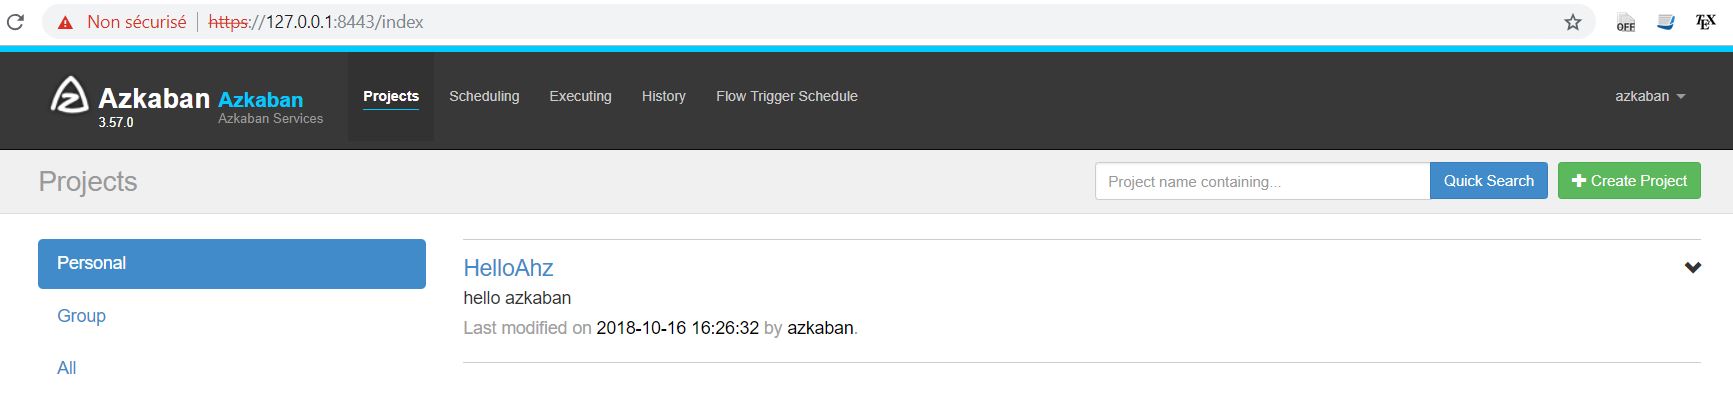 Non sécurisé | https://127.0.0.1:8443/index
OFF
TEX
Azkaban Azkaban Projects Scheduling Executing History Flow Trigger Schedule azkaban
3.57.0 Azkaban Services
Projects Project name containing... Quick Search Create Project
Personal
HelloAhz
hello azkaban
Group
Last modified on 2018-10-16 16:26:32 by azkaban.
All